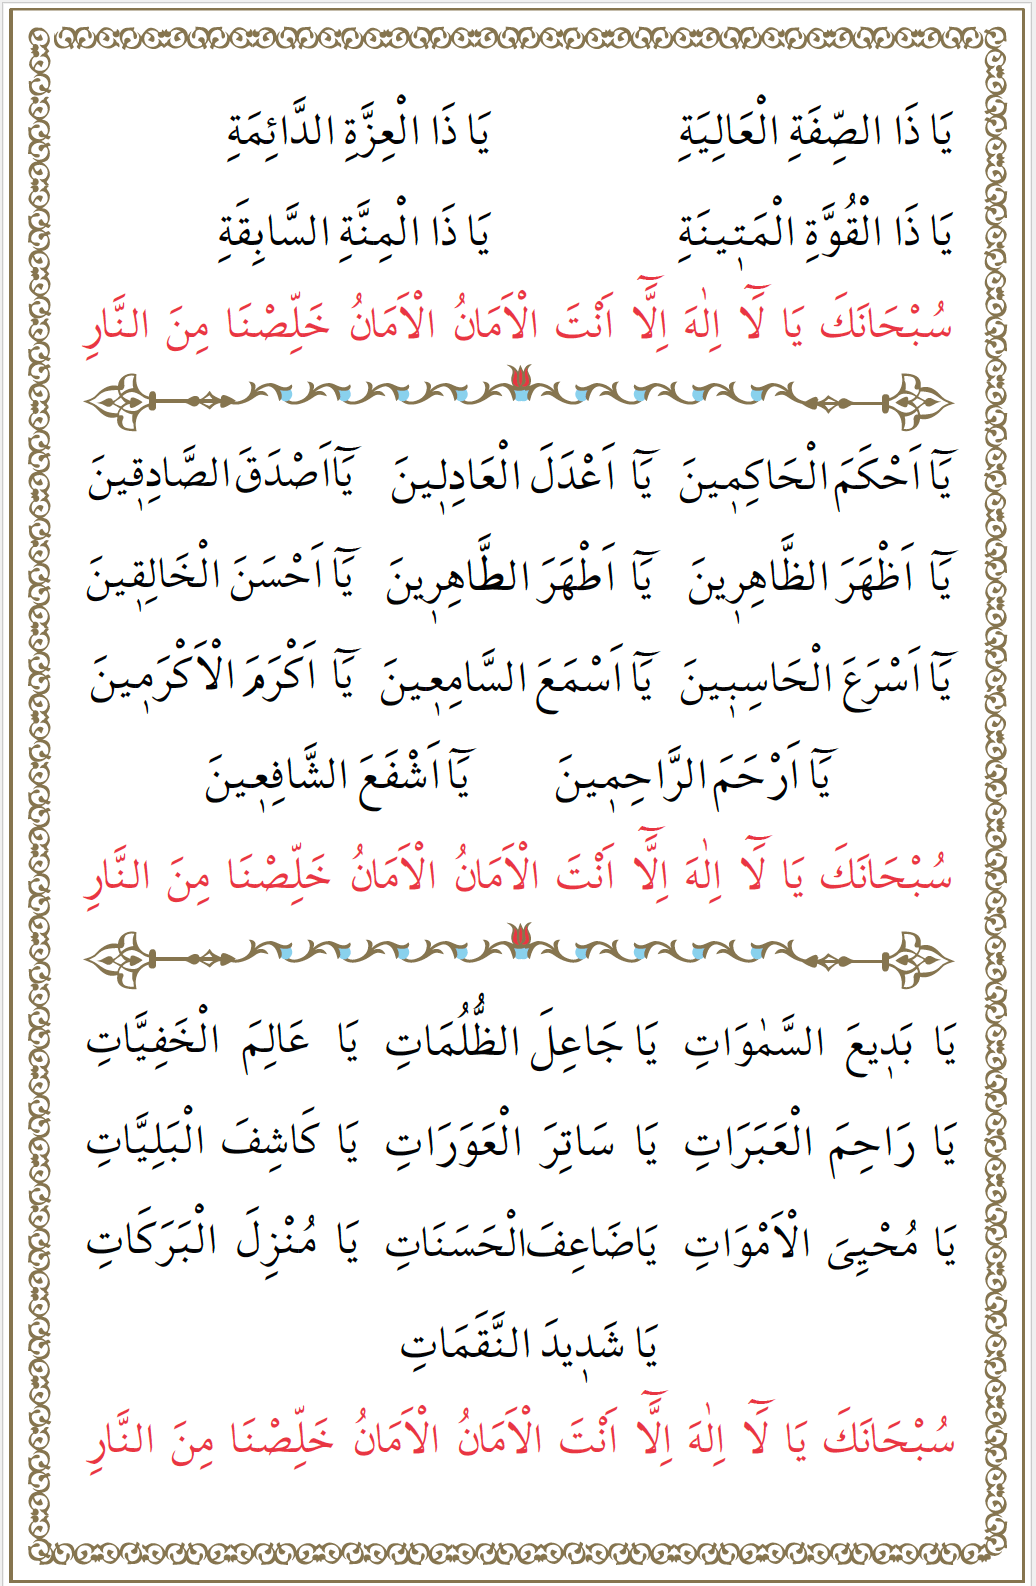 يَا ذَا الصِّفَةِ الْعَالِيَةِ يَا ذَا الْعِزَّةِ الدَّائِمَةِ
يَا ذَا الْقُوَّةِ الْمَتٖينَةِ يَا ذَا الْمِنَّةِ السَّابِقَةِ
سُبْحَانَكَ يَا لَٓا اِلٰهَ اِلَّٓا اَنْتَ الْاَمَانُ الْاَمَانُ خَلِّصْنَا مِنَ النَّارِ
يَٓا اَحْكَمَ الْحَاكِمٖينَ يَٓا اَعْدَلَ الْعَادِلٖينَ يَٓا اَصْدَقَ الصَّادِقٖينَ
يَٓا اَظْهَرَ الظَّاهِرٖينَ يَٓا اَطْهَرَ الطَّاهِرٖينَ يَٓا اَحْسَنَ الْخَالِقٖينَ
يَٓا اَسْرَعَ الْحَاسِبٖينَ يَٓا اَسْمَعَ السَّامِعٖينَ يَٓا اَكْرَمَ الْاَكْرَمٖينَ
يَٓا اَرْحَمَ الرَّاحِمٖينَ يَٓا اَشْفَعَ الشَّافِعٖينَ
سُبْحَانَكَ يَا لَٓا اِلٰهَ اِلَّٓا اَنْتَ الْاَمَانُ الْاَمَانُ خَلِّصْنَا مِنَ النَّارِ
يَا بَدٖيعَ السَّمٰوَاتِ يَا جَاعِلَ الظُّلُمَاتِ يَا عَالِمَ الْخَفِيَّاتِ
يَا رَاحِمَ الْعَبَرَاتِ يَا سَاتِرَ الْعَوَرَاتِ يَا كَاشِفَ الْبَلِيَّاتِ
يَا مُحْيِيَ الْاَمْوَاتِ يَا ضَاعِفَ الْحَسَنَاتِ يَا مُنْزِلَ الْبَرَكَاتِ
يَا شَدٖيدَ النَّقَمَاتِ
سُبْحَانَكَ يَا لَٓا اِلٰهَ اِلَّٓا اَنْتَ الْاَمَانُ الْاَمَانُ خَلِّصْنَا مِنَ النَّارِ